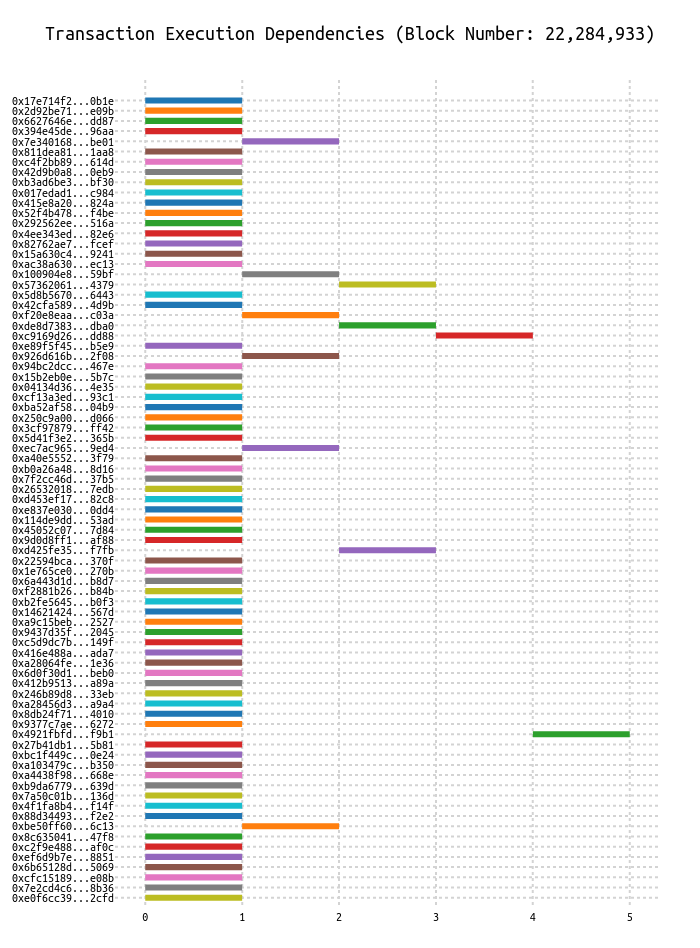 Transaction Execution Dependencies (Block Number: 22,284,933)
0x17e714f2...0b1e
0x2d92be71...e09b
0x6627646e...dd87
0x394e45de...96aa
0x7e340168...be01
0x811dea81...1aa8
0xc4f2bb89...614d
0x42d9b0a8...0eb9
0xb3ad6be3...bf30
0x017edad1...c984
0x415e8a20...824a
0x52f4b478...f4be
0x292562ee...516a
0x4ee343ed...82e6
0x82762ae7...fcef
0x15a630c4...9241
0xac38a630...ec13
0x100904e8...59bf
0x57362061...4379
0x5d8b5670...6443
0x42cfa589...4d9b
0xf20e8eaa...c03a
0xde8d7383...dba0
0xc9169d26...dd88
0xe89f5f45...b5e9
0x926d616b...2f08
0x94bc2dcc...467e
0x15b2eb0e...5b7c
0x04134d36...4e35
0xcf13a3ed...93c1
0xba52af58...04b9
0x250c9a00...d066
0x3cf97879...ff42
0x5d41f3e2...365b
0xec7ac965...9ed4
0xa40e5552...3f79
0xb0a26a48...8d16
0x7f2cc46d...37b5
0x26532018...7edb
0xd453ef17...82c8
0xe837e030...0dd4
0x114de9dd...53ad
0x45052c07...7d84
0x9d0d8ff1...af88
0xd425fe35...f7fb
0x22594bca...370f
0x1e765ce0...270b
0x6a443d1d...b8d7
0xf2881b26...b84b
0xb2fe5645...b0f3
0x14621424...567d
0xa9c15beb...2527
0x9437d35f...2045
0xc5d9dc7b...149f
0x416e488a...ada7
0xa28064fe...1e36
0x6d0f30d1...beb0
0x412b9513...a89a
0x246b89d8...33eb
0xa28456d3...a9a4
0x8db24f71...4010
0x9377c7ae...6272
0x4921fbfd...f9b1
0x27b41db1...5b81
0xbc1f449c...0e24
0xa103479c...b350
0xa4438f98...668e
0xb9da6779...639d
0x7a50c01b...136d
0x4f1fa8b4...f14f
0x88d34493...f2e2
0xbe50ff60...6c13
0x8c635041...47f8
0xc2f9e488...af0c
0xef6d9b7e...8851
0x6b65128d...5069
0xcfc15189...e08b
0x7e2cd4c6...8b36
0xe0f6cc39...2cfd
0 1 2 3 4 5